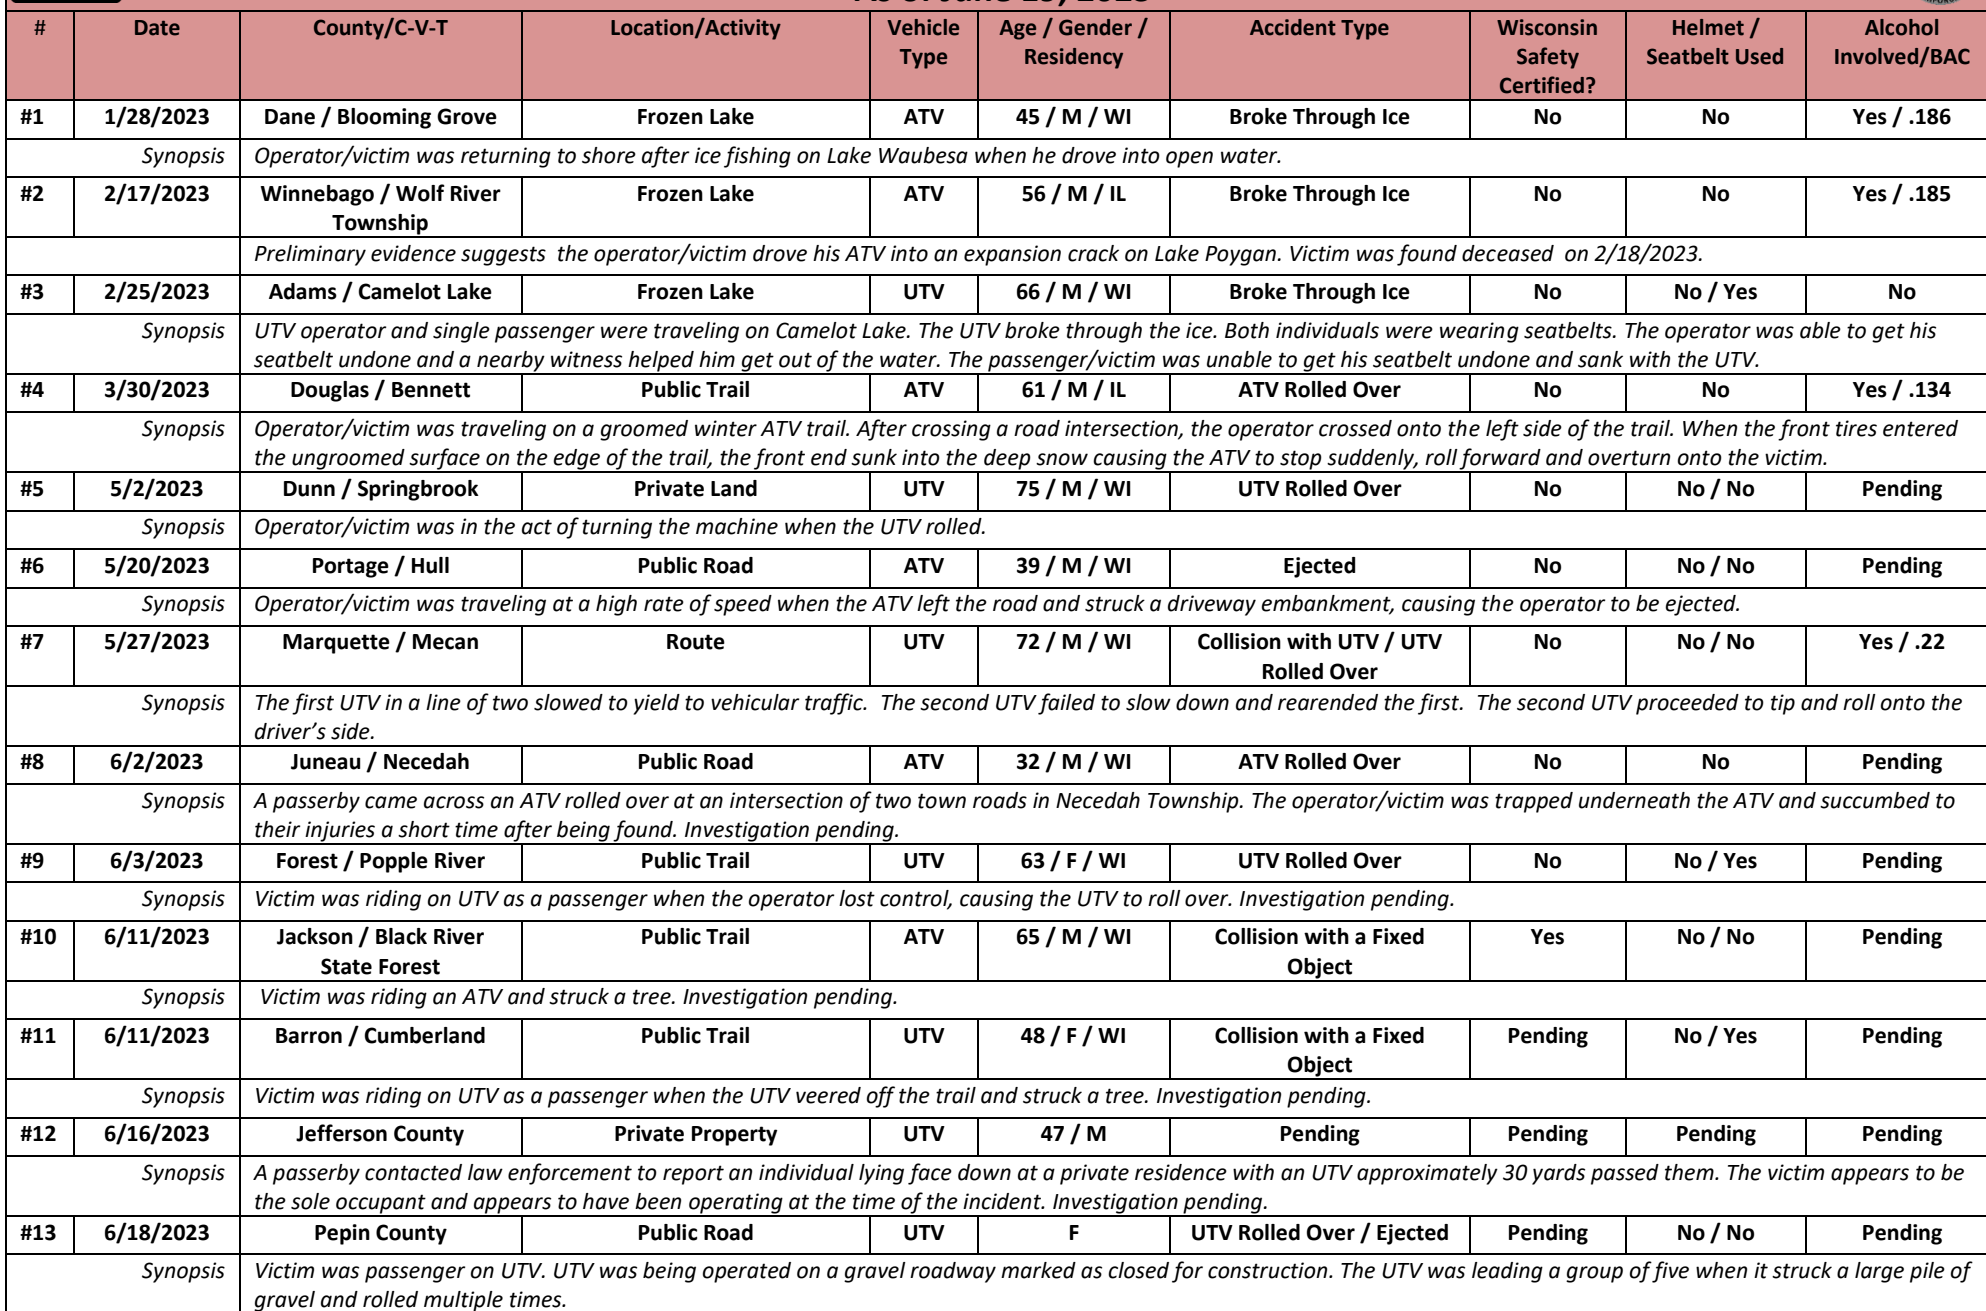 # Date County/C-V-T Location/Activity Vehicle Type Age / Gender / Residency Accident Type Wisconsin Safety Certified? Helmet / Seatbelt Used Alcohol Involved/BAC
#1 1/28/2023 Dane / Blooming Grove Frozen Lake ATV 45 / M / WI Broke Through Ice No No Yes / .186
Synopsis Operator/victim was returning to shore after ice fishing on Lake Waubesa when he drove into open water.
#2 2/17/2023 Winnebago / Wolf River Township Frozen Lake ATV 56 / M / IL Broke Through Ice No No Yes / .185
Preliminary evidence suggests the operator/victim drove his ATV into an expansion crack on Lake Poygan. Victim was found deceased on 2/18/2023.
#3 2/25/2023 Adams / Camelot Lake Frozen Lake UTV 66 / M / WI Broke Through Ice No No / Yes No
Synopsis UTV operator and single passenger were traveling on Camelot Lake. The UTV broke through the ice. Both individuals were wearing seatbelts. The operator was able to get his
seatbelt undone and a nearby witness helped him get out of the water. The passenger/victim was unable to get his seatbelt undone and sank with the UTV.
#4 3/30/2023 Douglas / Bennett Public Trail ATV 61 / M / IL ATV Rolled Over No No Yes / .134
Synopsis Operator/victim was traveling on a groomed winter ATV trail. After crossing a road intersection, the operator crossed onto the left side of the trail. When the front tires entered
the ungroomed surface on the edge of the trail, the front end sunk into the deep snow causing the ATV to stop suddenly, roll forward and overturn onto the victim.
#5 5/2/2023 Dunn / Springbrook Private Land UTV 75 / M / WI UTV Rolled Over No No / No Pending
Synopsis Operator/victim was in the act of turning the machine when the UTV rolled.
#6 5/20/2023 Portage / Hull Public Road ATV 39 / M / WI Ejected No No / No Pending
Synopsis Operator/victim was traveling at a high rate of speed when the ATV left the road and struck a driveway embankment, causing the operator to be ejected.
#7 5/27/2023 Marquette / Mecan Route UTV 72 / M / WI Collision with UTV / UTV Rolled Over No No / No Yes / .22
Synopsis The first UTV in a line of two slowed to yield to vehicular traffic. The second UTV failed to slow down and rearended the first. The second UTV proceeded to tip and roll onto the
driver's side.
#8 6/2/2023 Juneau / Necedah Public Road ATV 32 / M / WI ATV Rolled Over No No Pending
Synopsis A passerby came across an ATV rolled over at an intersection of two town roads in Necedah Township. The operator/victim was trapped underneath the ATV and succumbed to
their injuries a short time after being found. Investigation pending.
#9 6/3/2023 Forest / Popple River Public Trail UTV 63 / F / WI UTV Rolled Over No No / Yes Pending
Synopsis Victim was riding on UTV as a passenger when the operator lost control, causing the UTV to roll over. Investigation pending.
#10 6/11/2023 Jackson / Black River State Forest Public Trail ATV 65 / M / WI Collision with a Fixed Object Yes No / No Pending
Synopsis Victim was riding an ATV and struck a tree. Investigation pending.
#11 6/11/2023 Barron / Cumberland Public Trail UTV 48 / F / WI Collision with a Fixed Object Pending No / Yes Pending
Synopsis Victim was riding on UTV as a passenger when the UTV veered off the trail and struck a tree. Investigation pending.
#12 6/16/2023 Jefferson County Private Property UTV 47 / M Pending Pending Pending Pending
Synopsis A passerby contacted law enforcement to report an individual lying face down at a private residence with an UTV approximately 30 yards passed them. The victim appears to be
the sole occupant and appears to have been operating at the time of the incident. Investigation pending.
#13 6/18/2023 Pepin County Public Road UTV F UTV Rolled Over / Ejected Pending No / No Pending
Synopsis Victim was passenger on UTV. UTV was being operated on a gravel roadway marked as closed for construction. The UTV was leading a group of five when it struck a large pile of
gravel and rolled multiple times.